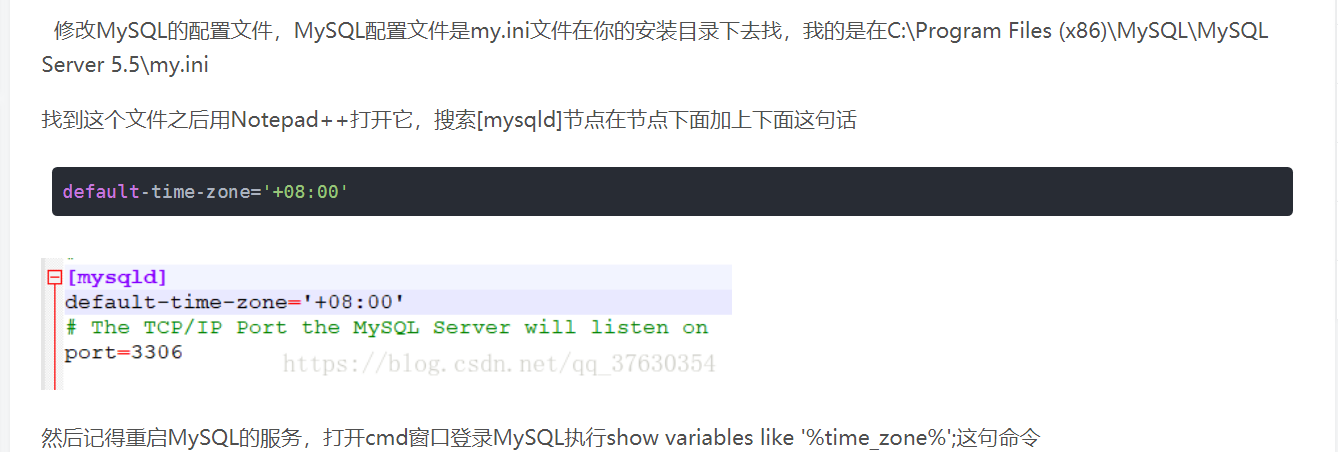 修改MySQL的配置文件，MySQL配置文件是my.ini文件在你的安装目录下去找，我的是在C:\Program Files (x86)\MySQL\MySQL
Server 5.5\my.ini
找到这个文件之后用Notepad++打开它，搜索[mysqld]节点在节点下面加上下面这句话
default-time-zone='+08:00'
[mysqld]
default-time-zone='+08:00'
# The TCP/IP Port the MySQL Server will listen on
port=3306
https://blog.csdn.net/qq_37630354
然后记得重启MySQL的服务，打开cmd窗口登录MySQL执行show variables like '%time_zone%';这句命令